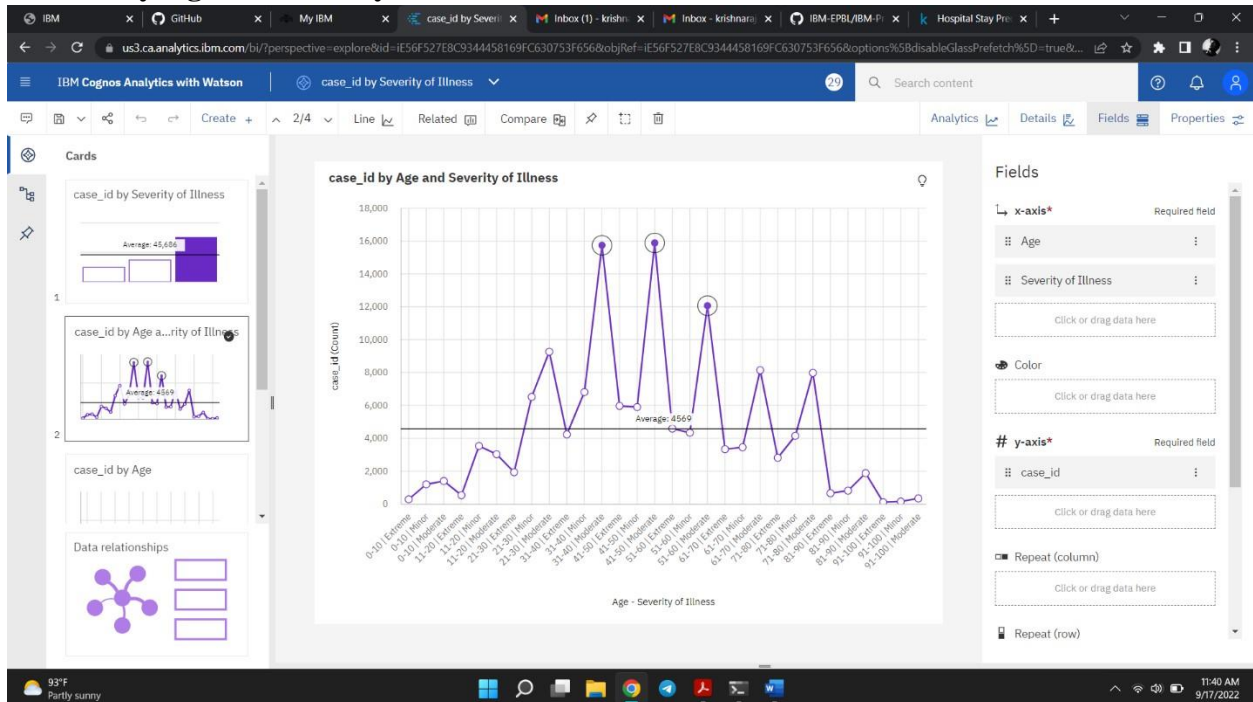 IBM
GitHub
My IBM
case_id by Severit
Inbox (1) - krishn
Inbox - krishnaraj
IBM-EPBL/IBM-Pr
Hospital Stay Pre
us3.ca.analytics.ibm.com/bi/?perspective=explore&id=iE56F527E8C9344458169FC630753F656&objRef=iE56F527E8C9344458169FC630753F656&options%5BdisableGlassPrefetch%5D=true&...
IBM Cognos Analytics with Watson
case_id by Severity of Illness
29
Search content
2/4
Create +
Line
Related
Compare
Analytics
Details
Fields
Properties
Cards
case_id by Severity of Illness
Average: 45,686
1
case_id by Age a...rity of Illness
Average: 4569
2
case_id by Age
Data relationships
case_id by Age and Severity of Illness
case_id (Count)
18,000
16,000
14,000
12,000
10,000
8,000
6,000
4,000
2,000
0
Average: 4569
0-10 | Extreme
0-10 | Minor
0-10 | Moderate
11-20 | Extreme
11-20 | Minor
11-20 | Moderate
21-30 | Extreme
21-30 | Minor
21-30 | Moderate
31-40 | Extreme
31-40 | Minor
31-40 | Moderate
41-50 | Extreme
41-50 | Minor
41-50 | Moderate
51-60 | Extreme
51-60 | Minor
51-60 | Moderate
61-70 | Extreme
61-70 | Minor
61-70 | Moderate
71-80 | Extreme
71-80 | Minor
71-80 | Moderate
81-90 | Extreme
81-90 | Minor
81-90 | Moderate
91-100 | Extreme
91-100 | Minor
91-100 | Moderate
Age - Severity of Illness
Fields
x-axis* Required field
Age
Severity of Illness
Click or drag data here
Color
Click or drag data here
# y-axis* Required field
case_id
Click or drag data here
Repeat (column)
Click or drag data here
Repeat (row)
93°F
Partly sunny
11:40 AM
9/17/2022